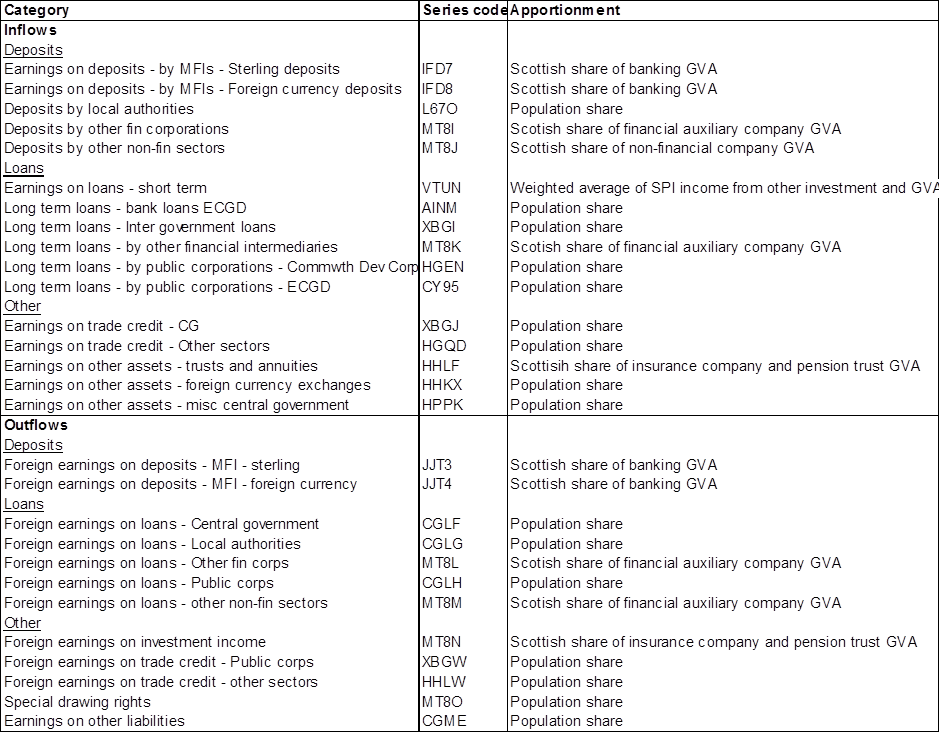 Category Series code Apportionment
Inflows
Deposits
Earnings on deposits - by MFIs - Sterling deposits IFD7 Scottish share of banking GVA
Earnings on deposits - by MFIs - Foreign currency deposits IFD8 Scottish share of banking GVA
Deposits by local authorities L67O Population share
Deposits by other fin corporations MT8I Scotish share of financial auxiliary company GVA
Deposits by other non-fin sectors MT8J Scottish share of non-financial company GVA
Loans
Earnings on loans - short term VTUN Weighted average of SPI income from other investment and GVA
Long term loans - bank loans ECGD AINM Population share
Long term loans - Inter government loans XBGI Population share
Long term loans - by other financial intermediaries MT8K Scotish share of financial auxiliary company GVA
Long term loans - by public corporations - Commwth Dev Corp HGEN Population share
Long term loans - by public corporations - ECGD CY95 Population share
Other
Earnings on trade credit - CG XBGJ Population share
Earnings on trade credit - Other sectors HGQD Population share
Earnings on other assets - trusts and annuities HHLF Scottisih share of insurance company and pension trust GVA
Earnings on other assets - foreign currency exchanges HHKX Population share
Earnings on other assets - misc central government HPPK Population share
Outflows
Deposits
Foreign earnings on deposits - MFI - sterling JJT3 Scottish share of banking GVA
Foreign earnings on deposits - MFI - foreign currency JJT4 Scottish share of banking GVA
Loans
Foreign earnings on loans - Central government CGLF Population share
Foreign earnings on loans - Local authorities CGLG Population share
Foreign earnings on loans - Other fin corps MT8L Scotish share of financial auxiliary company GVA
Foreign earnings on loans - Public corps CGLH Population share
Foreign earnings on loans - other non-fin sectors MT8M Scotish share of financial auxiliary company GVA
Other
Foreign earnings on investment income MT8N Scottish share of insurance company and pension trust GVA
Foreign earnings on trade credit - Public corps XBGW Population share
Foreign earnings on trade credit - other sectors HHLW Population share
Special drawing rights MT8O Population share
Earnings on other liabilities CGME Population share